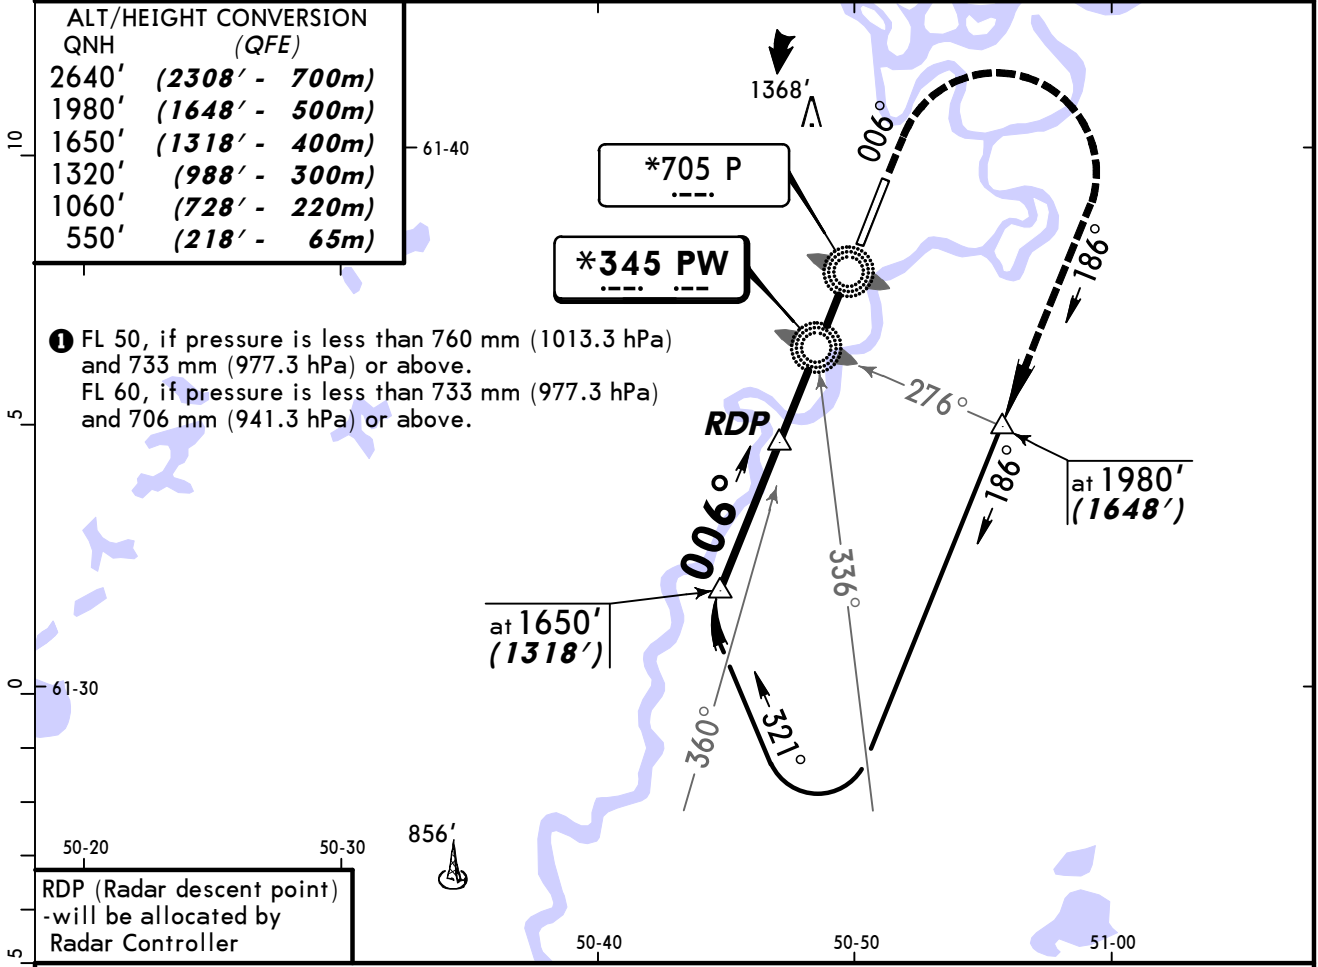 ALT/HEIGHT CONVERSION
QNH (QFE)
2640' (2308' - 700m)
1980' (1648' - 500m)
1650' (1318' - 400m)
1320' (988' - 300m)
1060' (728' - 220m)
550' (218' - 65m)
1368'
006°
10
61-40
*705 P
*345 PW
186°
❶ FL 50, if pressure is less than 760 mm (1013.3 hPa)
and 733 mm (977.3 hPa) or above.
FL 60, if pressure is less than 733 mm (977.3 hPa)
and 706 mm (941.3 hPa) or above.
276°
5
RDP
186°
at 1980'
(1648')
006°
336°
at 1650'
(1318')
0
61-30
360°
321°
856'
50-20
50-30
RDP (Radar descent point)
-will be allocated by
Radar Controller
5
50-40
50-50
51-00